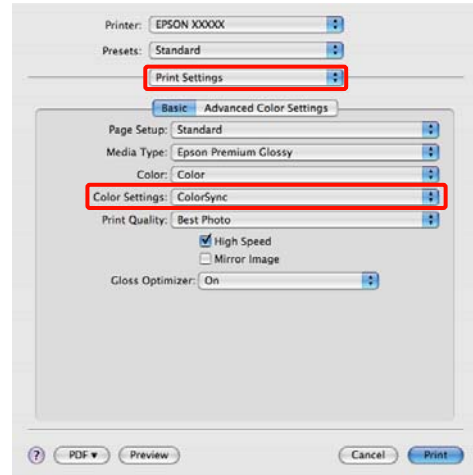 Printer: EPSON XXXXX
Presets: Standard
Print Settings
Basic Advanced Color Settings
Page Setup: Standard
Media Type: Epson Premium Glossy
Color: Color
Color Settings: ColorSync
Print Quality: Best Photo
High Speed
Mirror Image
Gloss Optimizer: On
? PDF ▾ Preview Cancel Print